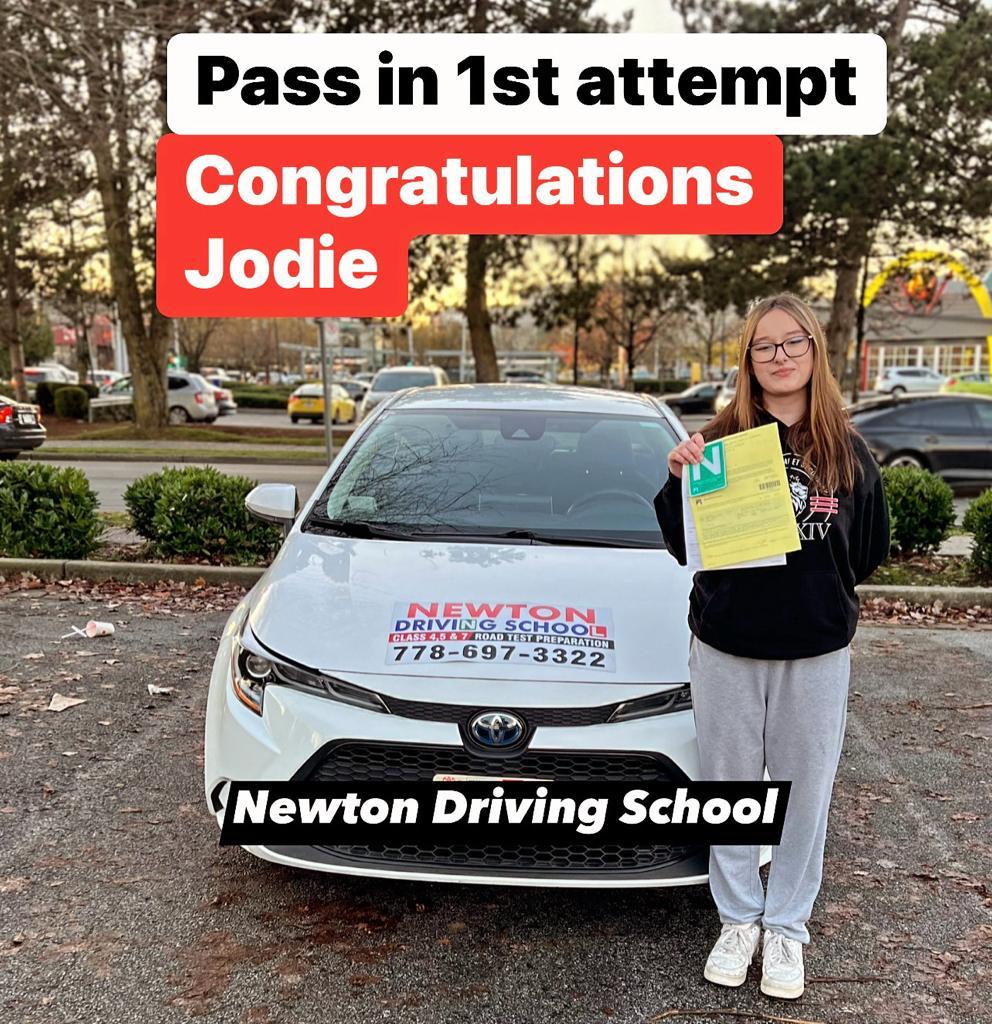 Pass in 1st attempt
Congratulations
Jodie
N
XIV
NEWTON
DRIVING SCHOOL
CLASS 4,5 & 7 ROAD TEST PREPARATION
778-697-3322
Newton Driving School